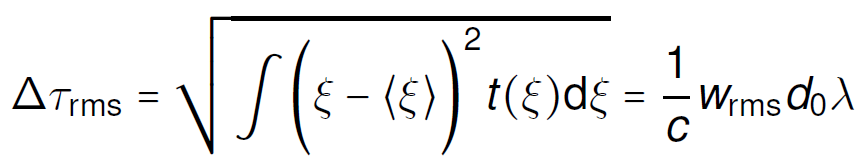 Δτ_rms = √(∫(ξ − ⟨ξ⟩)² t(ξ)dξ) = (1/c) w_rms d₀ λ